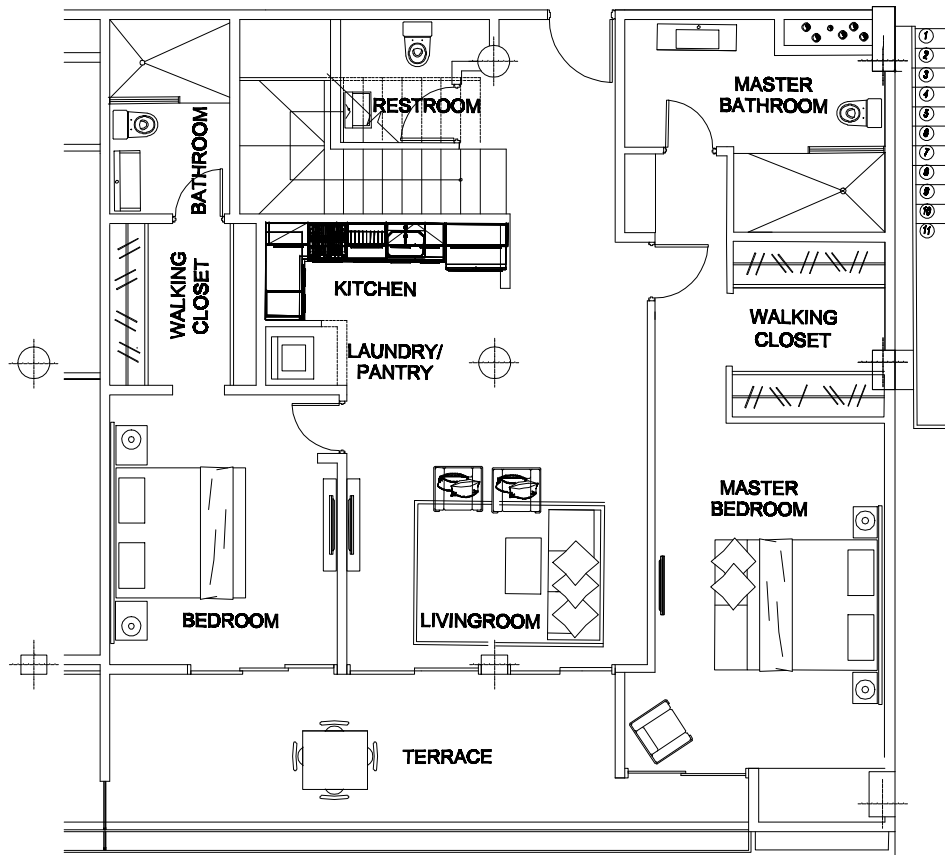 RESTROOM
MASTER
BATHROOM
BATHROOM
1
2
3
4
5
6
7
8
9
10
11
WALKING
CLOSET
KITCHEN
LAUNDRY/
PANTRY
WALKING
CLOSET
MASTER
BEDROOM
BEDROOM
LIVINGROOM
TERRACE